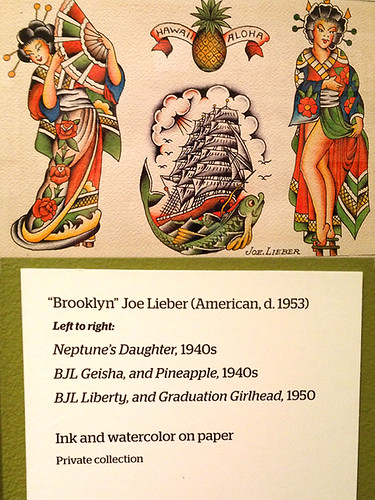 HAWAII ALOHA
JOE. LIEBER
“Brooklyn” Joe Lieber (American, d. 1953)
Left to right:
Neptune’s Daughter, 1940s
BJL Geisha, and Pineapple, 1940s
BJL Liberty, and Graduation Girlhead, 1950
Ink and watercolor on paper
Private collection